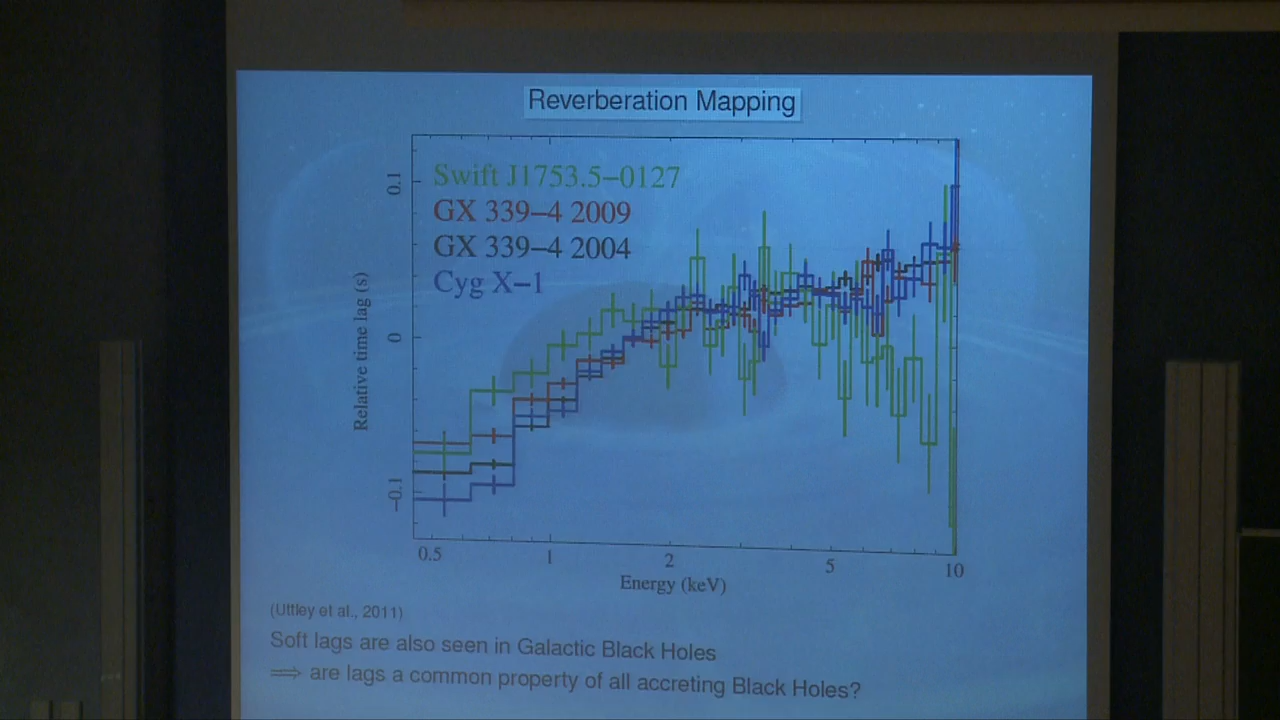 Reverberation Mapping
Swift J1753.5–0127
GX 339–4 2009
GX 339–4 2004
Cyg X–1
Relative time lag (s)
0.1
0
−0.1
0.5
1
2
5
10
Energy (keV)
(Uttley et al., 2011)
Soft lags are also seen in Galactic Black Holes
⟹ are lags a common property of all accreting Black Holes?